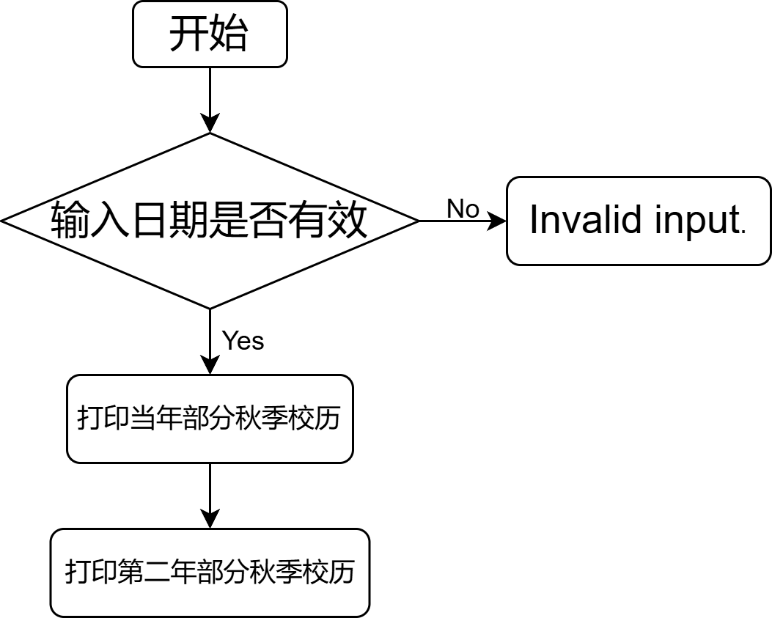 开始
输入日期是否有效
No
Invalid input.
Yes
打印当年部分秋季校历
打印第二年部分秋季校历